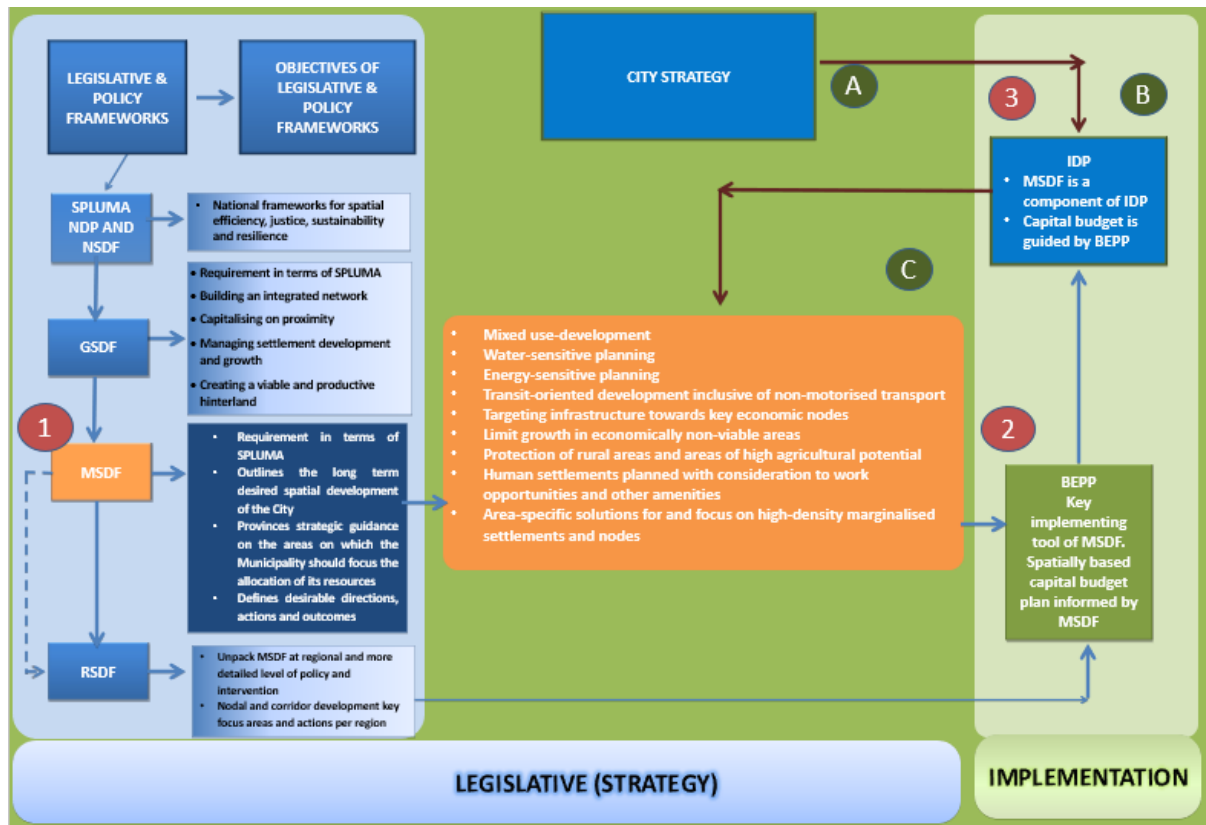 LEGISLATIVE &
POLICY
FRAMEWORKS
OBJECTIVES OF
LEGISLATIVE &
POLICY
FRAMEWORKS
SPLUMA
NDP AND
NSDF
• National frameworks for spatial
efficiency, justice, sustainability
and resilience
GSDF
• Requirement in terms of SPLUMA
• Building an integrated network
• Capitalising on proximity
• Managing settlement development
and growth
• Creating a viable and productive
hinterland
1
MSDF
• Requirement in terms of
SPLUMA
• Outlines the long term
desired spatial development
of the City
• Provinces strategic guidance
on the areas on which the
Municipality should focus the
allocation of its resources
• Defines desirable directions,
actions and outcomes
RSDF
• Unpack MSDF at regional and more
detailed level of policy and
intervention
• Nodal and corridor development key
focus areas and actions per region
CITY STRATEGY
A
3
B
IDP
• MSDF is a
component of IDP
• Capital budget is
guided by BEPP
C
• Mixed use-development
• Water-sensitive planning
• Energy-sensitive planning
• Transit-oriented development inclusive of non-motorised transport
• Targeting infrastructure towards key economic nodes
• Limit growth in economically non-viable areas
• Protection of rural areas and areas of high agricultural potential
• Human settlements planned with consideration to work
opportunities and other amenities
• Area-specific solutions for and focus on high-density marginalised
settlements and nodes
2
BEPP
Key
implementing
tool of MSDF.
Spatially based
capital budget
plan informed by
MSDF
LEGISLATIVE (STRATEGY)
IMPLEMENTATION